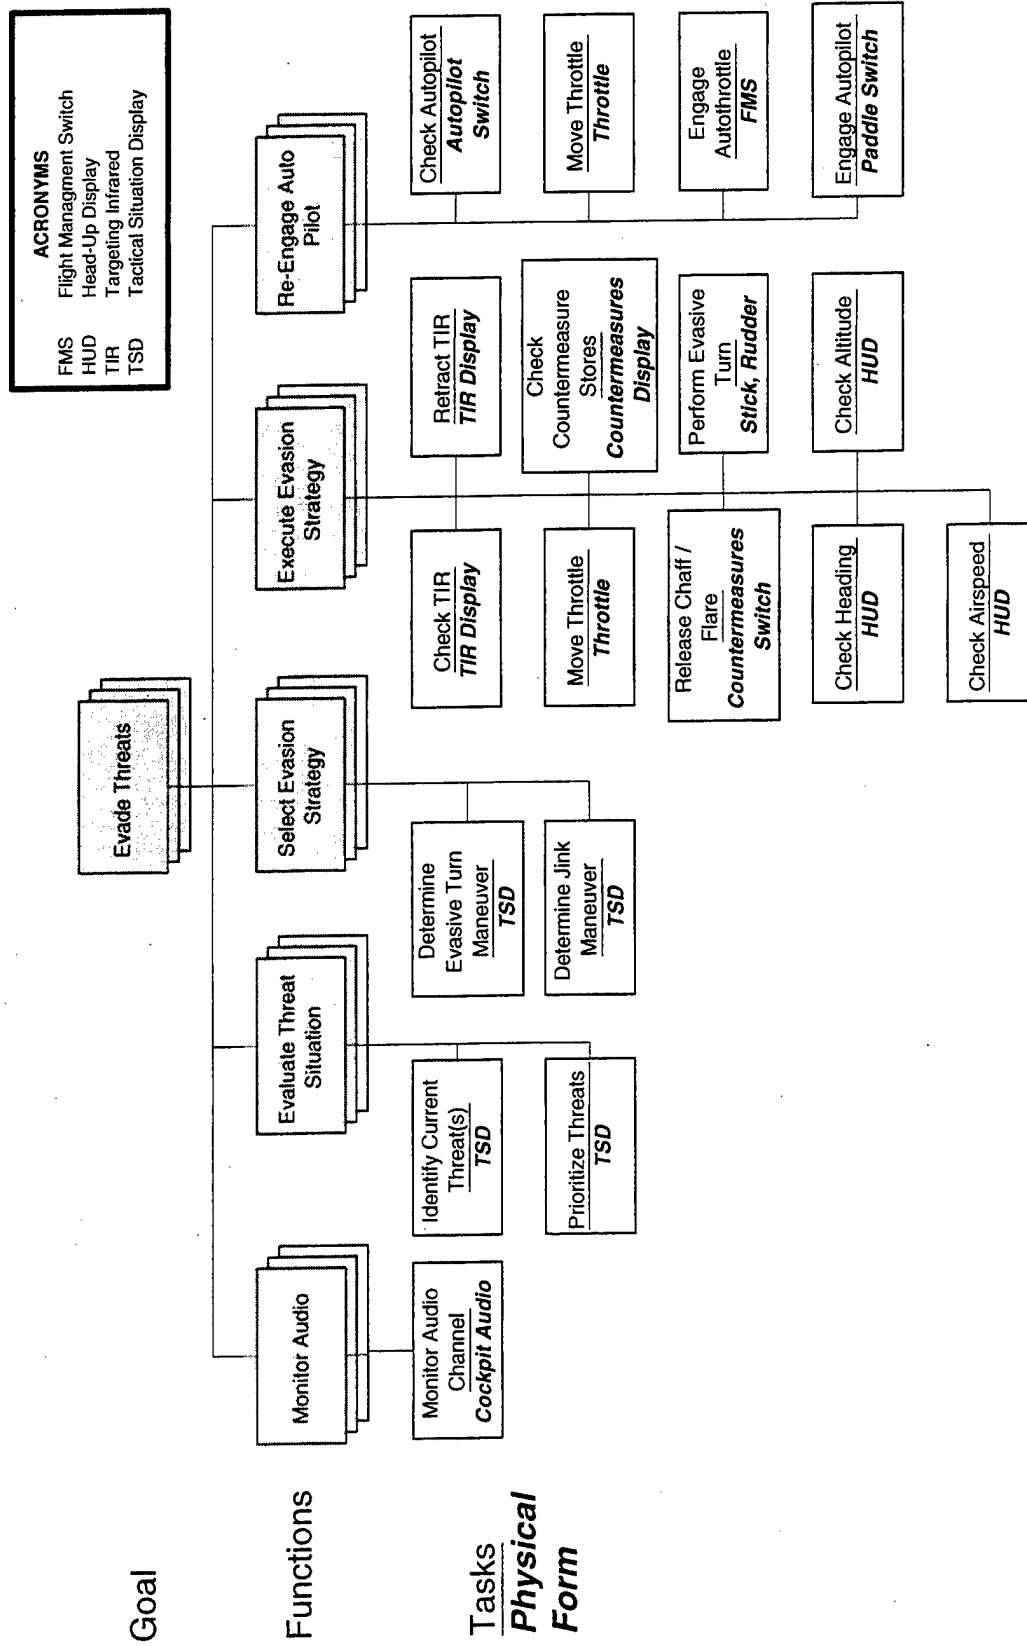 ACRONYMS
FMS Flight Managment Switch
HUD Head-Up Display
TIR Targeting Infrared
TSD Tactical Situation Display
Goal
Evade Threats
Functions
Monitor Audio
Evaluate Threat
Situation
Select Evasion
Strategy
Execute Evasion
Strategy
Re-Engage Auto
Pilot
Tasks
Physical
Form
Monitor Audio
Channel
Cockpit Audio
Identify Current
Threat(s)
TSD
Prioritize Threats
TSD
Determine
Evasive Turn
Maneuver
TSD
Determine Jink
Maneuver
TSD
Check TIR
TIR Display
Retract TIR
TIR Display
Move Throttle
Throttle
Check
Countermeasure
Stores
Countermeasures
Display
Release Chaff /
Flare
Countermeasures
Switch
Perform Evasive
Turn
Stick, Rudder
Check Heading
HUD
Check Altitude
HUD
Check Airspeed
HUD
Check Autopilot
Autopilot
Switch
Move Throttle
Throttle
Engage
Autothrottle
FMS
Engage Autopilot
Paddle Switch